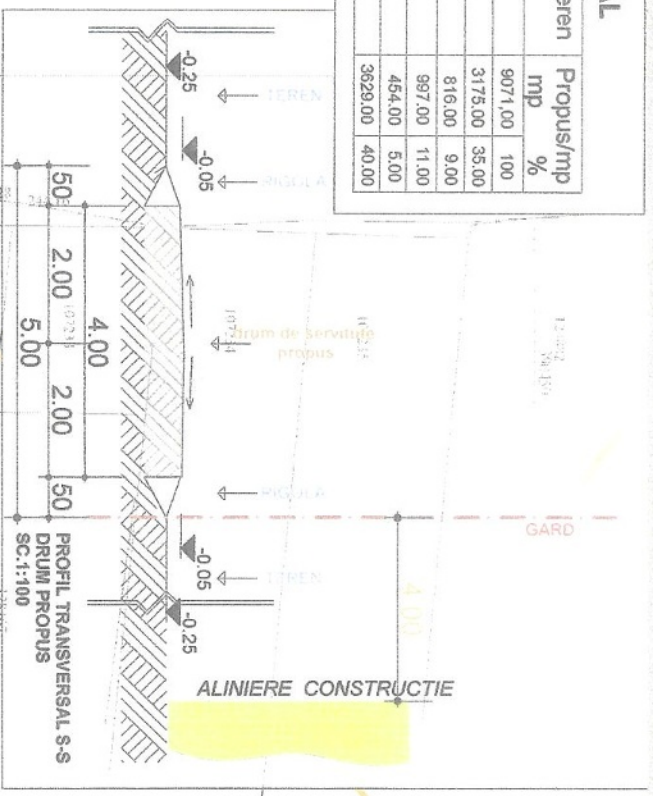 AL
eren
Propus/mp
mp
%
9071,00 100
3175.00 35.00
816.00 9.00
997.00 11.00
454.00 5.00
3629.00 40.00
-0.25
TEREN
-0.05
RIGOLA
drum de servitute
propus
RIGOLA
GARD
-0.05
TEREN
-0.25
4.00
ALINIERE CONSTRUCTIE
50 2.00 2.00 50
4.00
5.00
PROFIL TRANSVERSAL S-S
DRUM PROPUS
SC.1:100